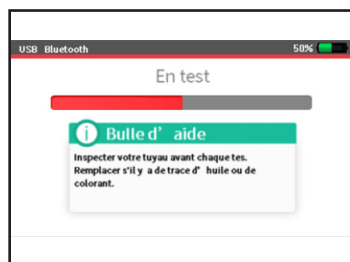 USB Bluetooth 50%
En test
Bulle d' aide
Inspecter votre tuyau avant chaque tes.
Remplacer s'il y a de trace d' huile ou de
colorant.